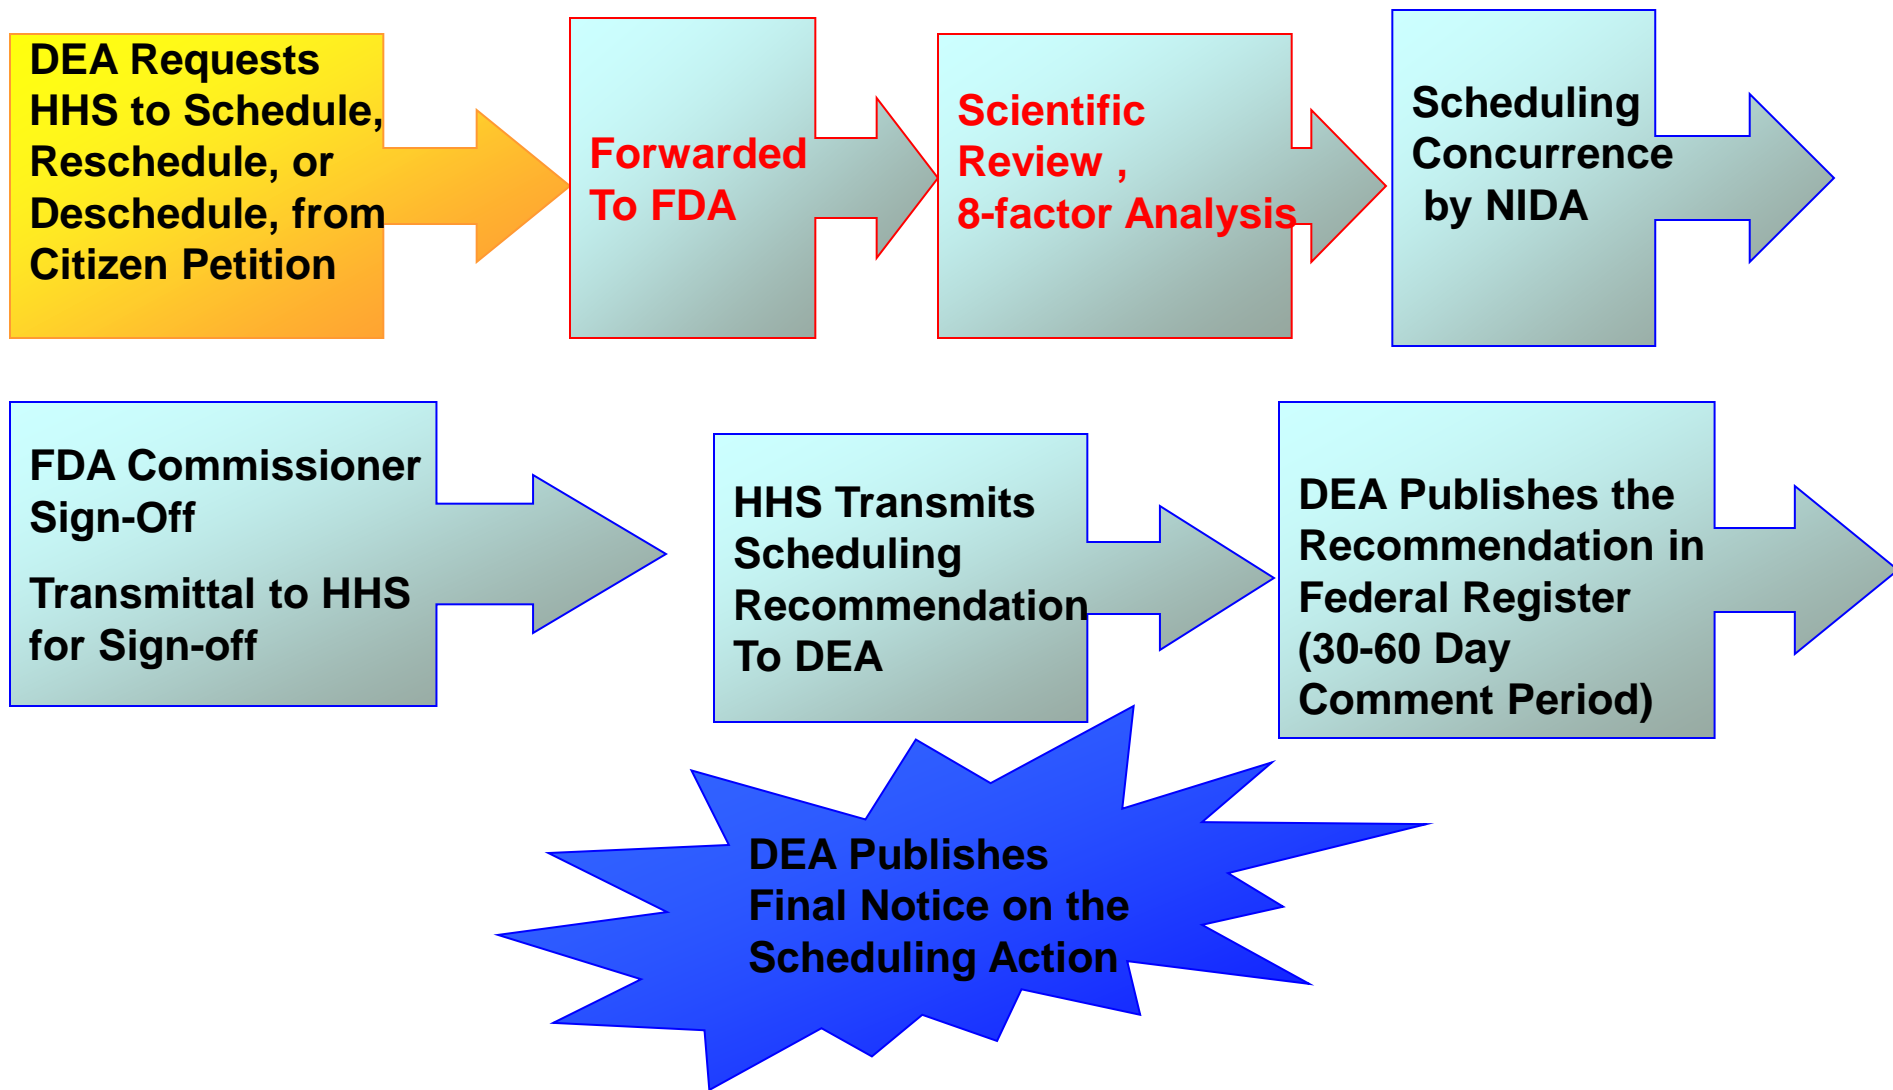 DEA Requests
HHS to Schedule,
Reschedule, or
Deschedule, from
Citizen Petition
Forwarded
To FDA
Scientific
Review ,
8-factor Analysis
Scheduling
Concurrence
by NIDA
FDA Commissioner
Sign-Off
Transmittal to HHS
for Sign-off
HHS Transmits
Scheduling
Recommendation
To DEA
DEA Publishes the
Recommendation in
Federal Register
(30-60 Day
Comment Period)
DEA Publishes
Final Notice on the
Scheduling Action